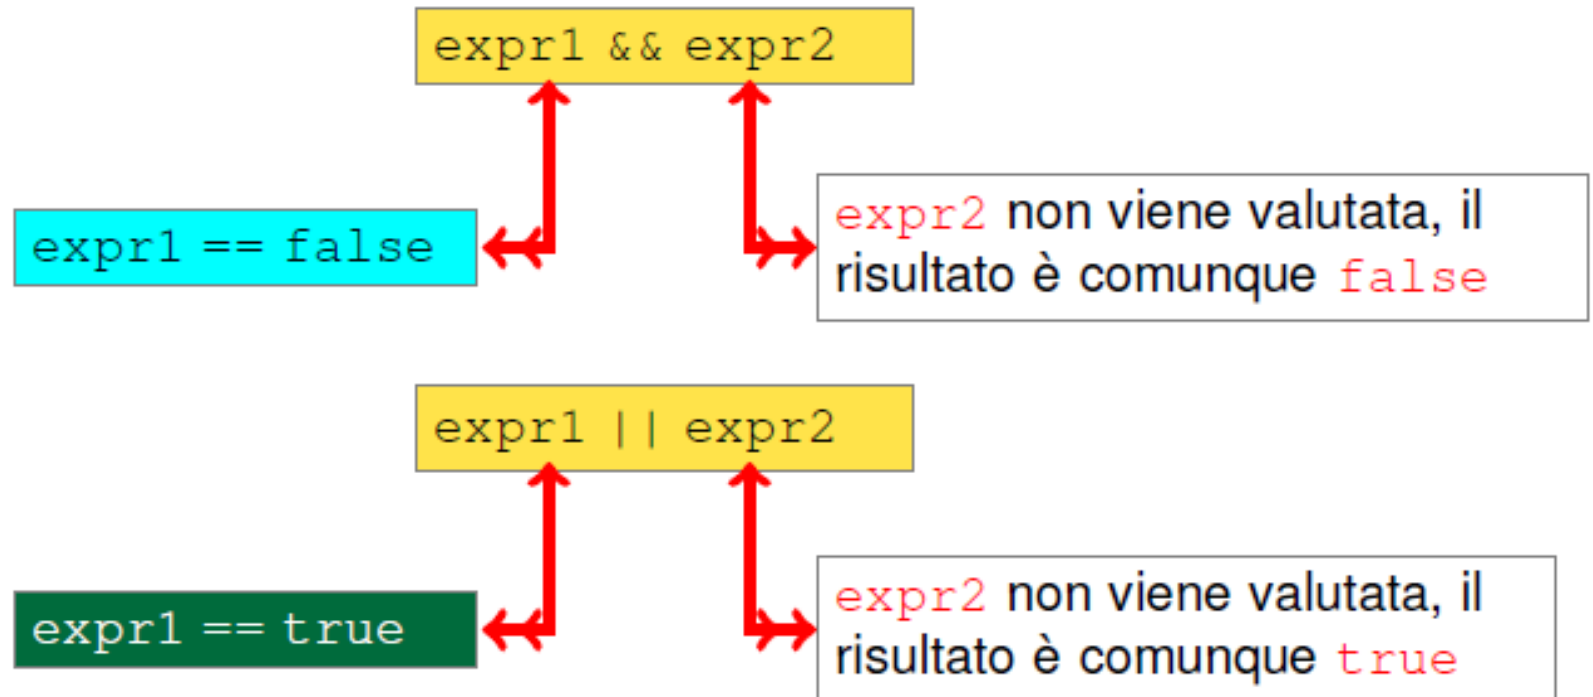 expr1 && expr2
expr1 == false
expr2 non viene valutata, il
risultato è comunque false
expr1 || expr2
expr1 == true
expr2 non viene valutata, il
risultato è comunque true